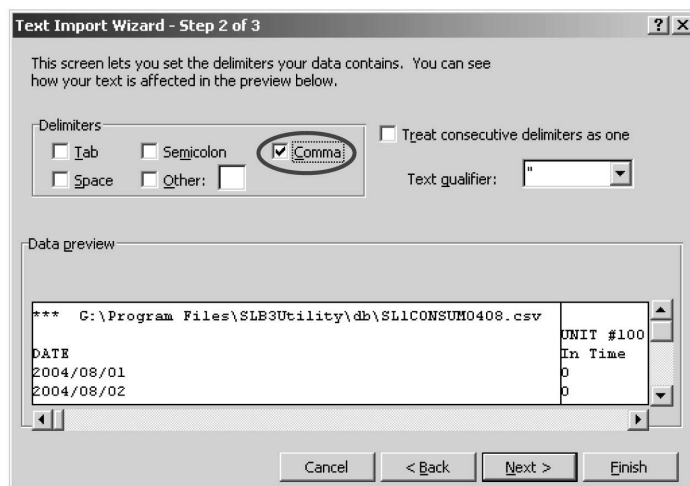 Text Import Wizard - Step 2 of 3
? X
This screen lets you set the delimiters your data contains. You can see
how your text is affected in the preview below.
Delimiters
Tab Semicolon Comma
Space Other:
Treat consecutive delimiters as one
Text qualifier: "
Data preview
*** G:\Program Files\SLB3Utility\db\SL1CONSUM0408.csv
UNIT #100
DATE In Time
2004/08/01 0
2004/08/02 0
Cancel < Back Next > Finish